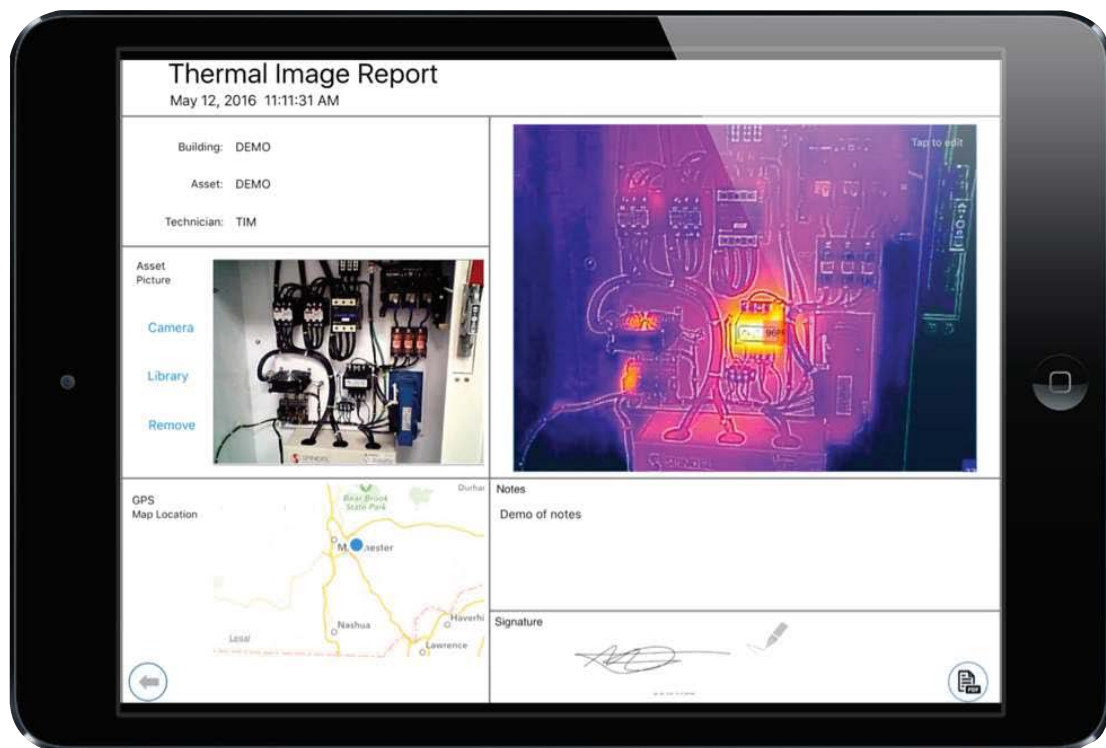 Thermal Image Report
May 12, 2016 11:11:31 AM
Building: DEMO
Asset: DEMO
Technician: TIM
Asset
Picture
Camera
Library
Remove
Tap to edit
GPS
Map Location
Bear Brook
State Park
Durhar
Nashua
Haverhi
Lawrence
Legal
Notes
Demo of notes
Signature
PDF